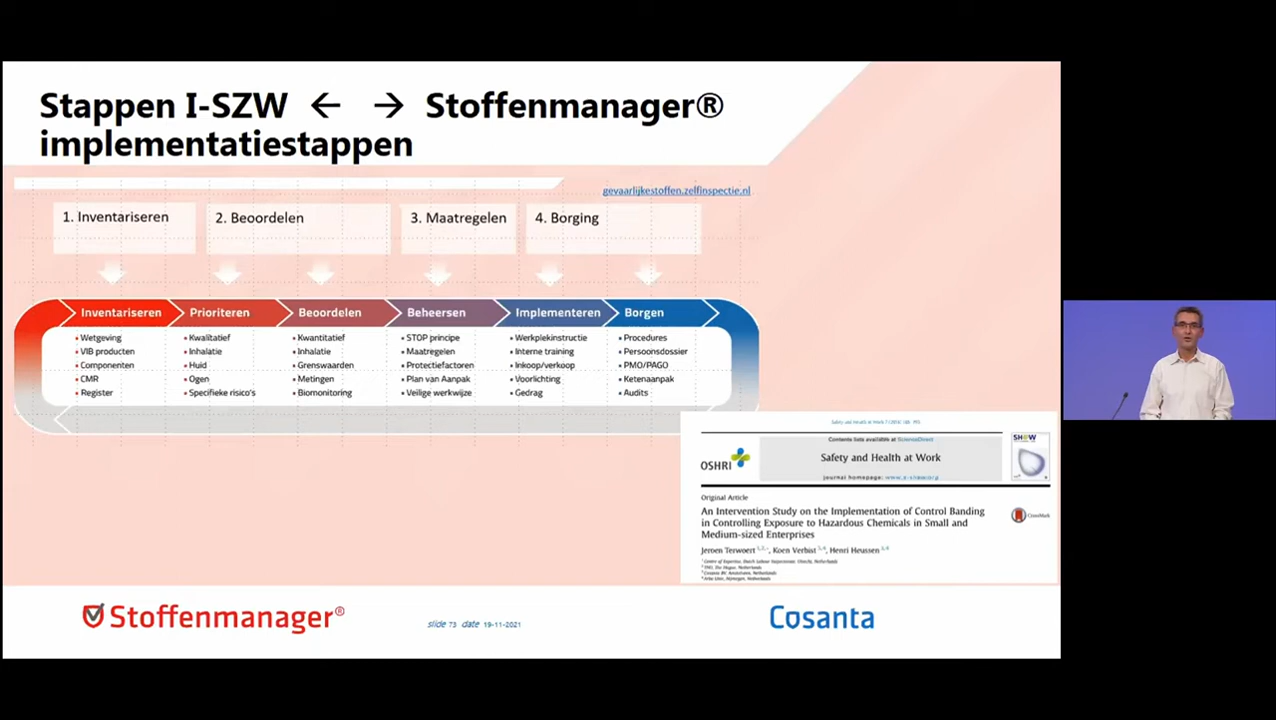 Stappen I-SZW ← → Stoffenmanager®
implementatiestappen
gevaarlijkestoffen.zelfinspectie.nl
1. Inventariseren
2. Beoordelen
3. Maatregelen
4. Borging
Inventariseren
• Wetgeving
• VIB producten
• Componenten
• CMR
• Register
Prioriteren
• Kwalitatief
• Inhalatie
• Huid
• Ogen
• Specifieke risico's
Beoordelen
• Kwantitatief
• Inhalatie
• Grenswaarden
• Metingen
• Biomonitoring
Beheersen
• STOP principe
• Maatregelen
• Protectiefactoren
• Plan van Aanpak
• Veilige werkwijze
Implementeren
• Werkplekinstructie
• Interne training
• Inkoop/verkoop
• Voorlichting
• Gedrag
Borgen
• Procedures
• Persoonsdossier
• PMO/PAGO
• Ketenaanpak
• Audits
Contents lists available at ScienceDirect
Safety and Health at Work
journal homepage: www.e-shaw.org
OSHRI
SH@W
Original Article
An Intervention Study on the Implementation of Control Banding
in Controlling Exposure to Hazardous Chemicals in Small and
Medium-sized Enterprises
CrossMark
Jeroen Terwoert, Koen Verbist, Henri Heussen
Stoffenmanager®
slide 73 date 19-11-2021
Cosanta